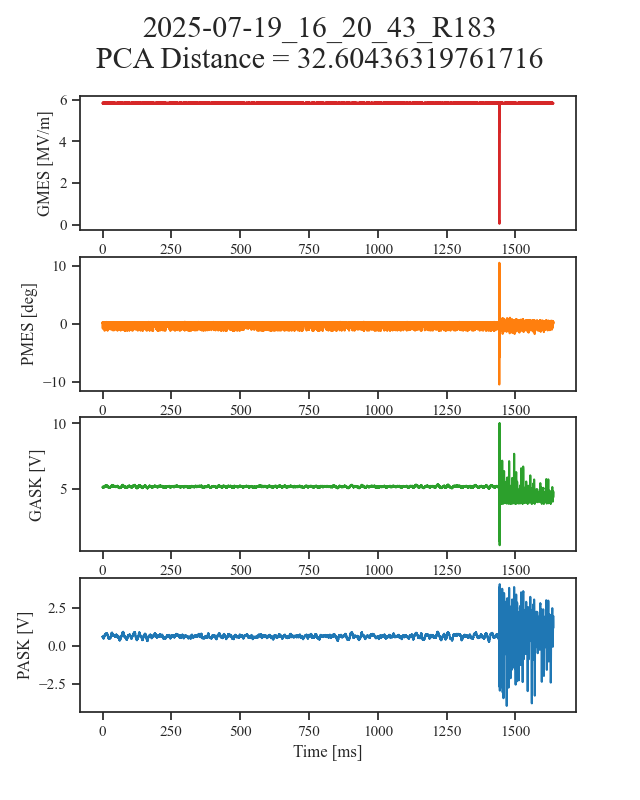 2025-07-19_16_20_43_R183
PCA Distance = 32.60436319761716
GMES [MV/m]
6
4
2
0
0 250 500 750 1000 1250 1500
PMES [deg]
10
0
−10
0 250 500 750 1000 1250 1500
GASK [V]
10
5
0 250 500 750 1000 1250 1500
PASK [V]
2.5
0.0
−2.5
0 250 500 750 1000 1250 1500
Time [ms]